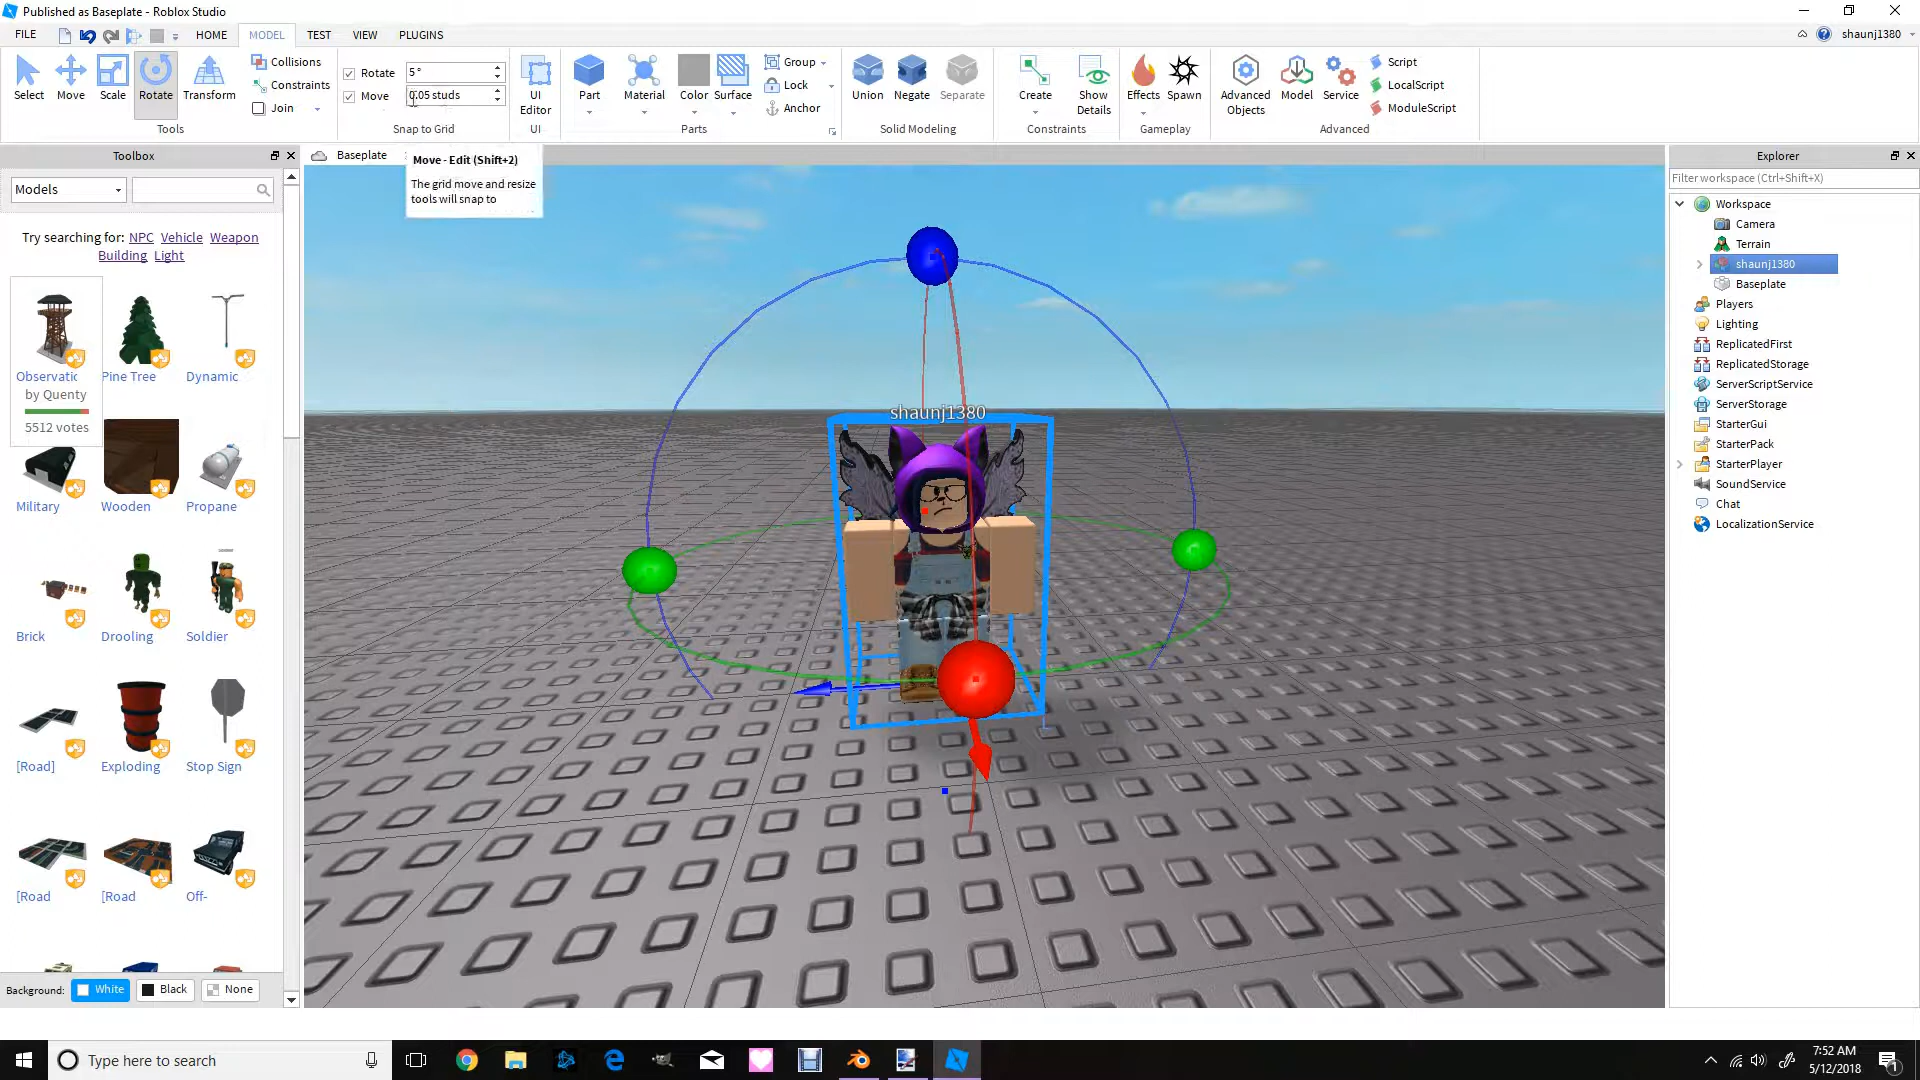 Published as Baseplate - Roblox Studio
FILE HOME MODEL TEST VIEW PLUGINS shaunj1380
Select Move Scale Rotate Transform
Collisions
Constraints
Join
Tools
Rotate 5°
Move 0.05 studs
Snap to Grid
UI Editor
UI
Part Material Color Surface
Group
Lock
Anchor
Parts
Union Negate Separate
Solid Modeling
Create Show Details
Constraints
Effects Spawn
Gameplay
Advanced Objects Model Service
Script
LocalScript
ModuleScript
Advanced
Toolbox
Models
Try searching for: NPC Vehicle Weapon
Building Light
Observatic Pine Tree Dynamic
by Quenty
5512 votes
Military Wooden Propane
Brick Drooling Soldier
[Road] Exploding Stop Sign
[Road [Road Off-
Background: White Black None
Baseplate
Move - Edit (Shift+2)
The grid move and resize
tools will snap to
shaunj1380
Explorer
Filter workspace (Ctrl+Shift+X)
Workspace
Camera
Terrain
shaunj1380
Baseplate
Players
Lighting
ReplicatedFirst
ReplicatedStorage
ServerScriptService
ServerStorage
StarterGui
StarterPack
StarterPlayer
SoundService
Chat
LocalizationService
Type here to search
7:52 AM
5/12/2018
1